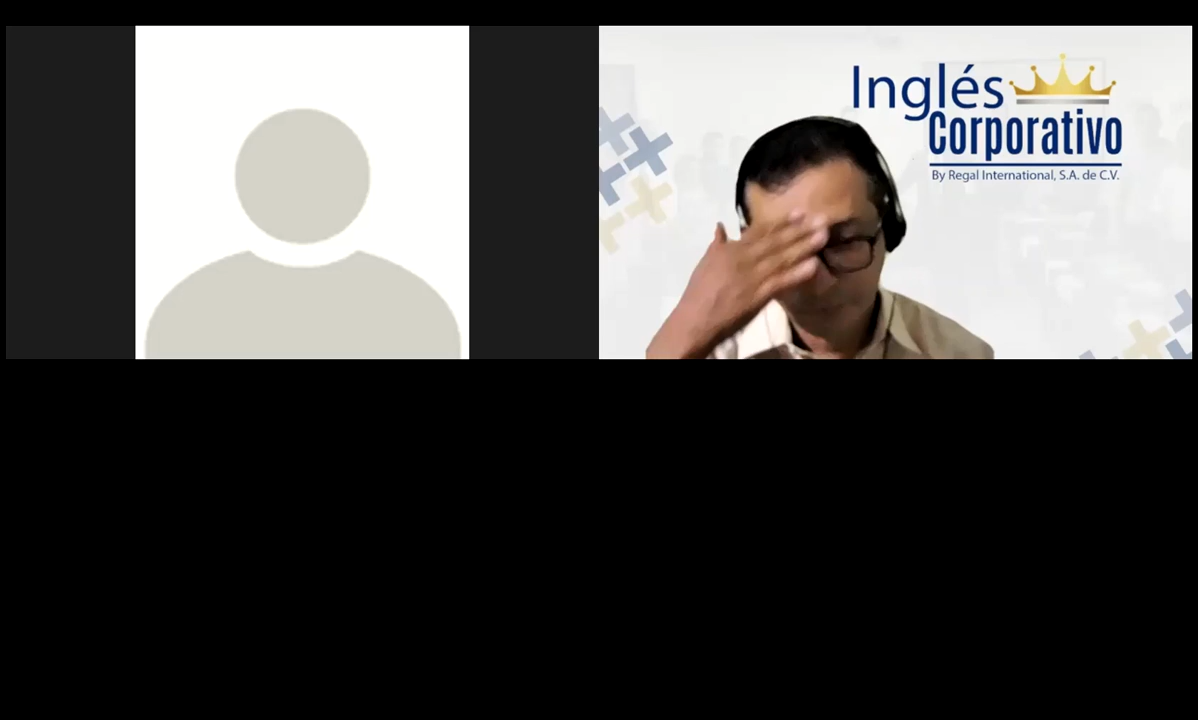 Inglés
Corporativo
By Regal International, S.A. de C.V.